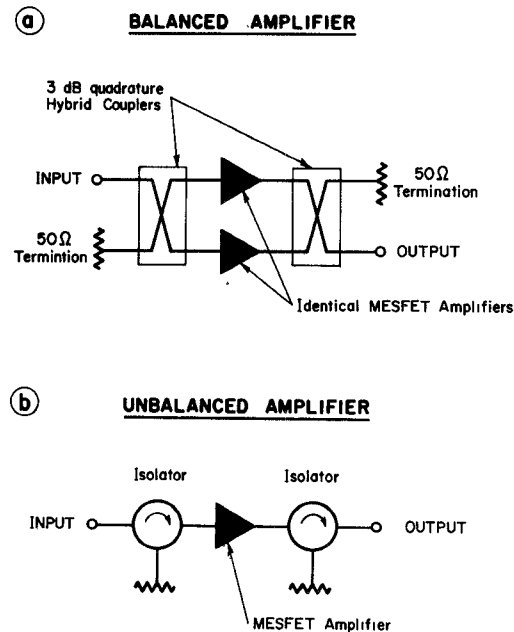 a
BALANCED AMPLIFIER
3 dB quadrature
Hybrid Couplers
INPUT
50Ω
Termination
50Ω
Termintion
OUTPUT
Identical MESFET Amplifiers
b
UNBALANCED AMPLIFIER
Isolator
Isolator
INPUT
OUTPUT
MESFET Amplifier